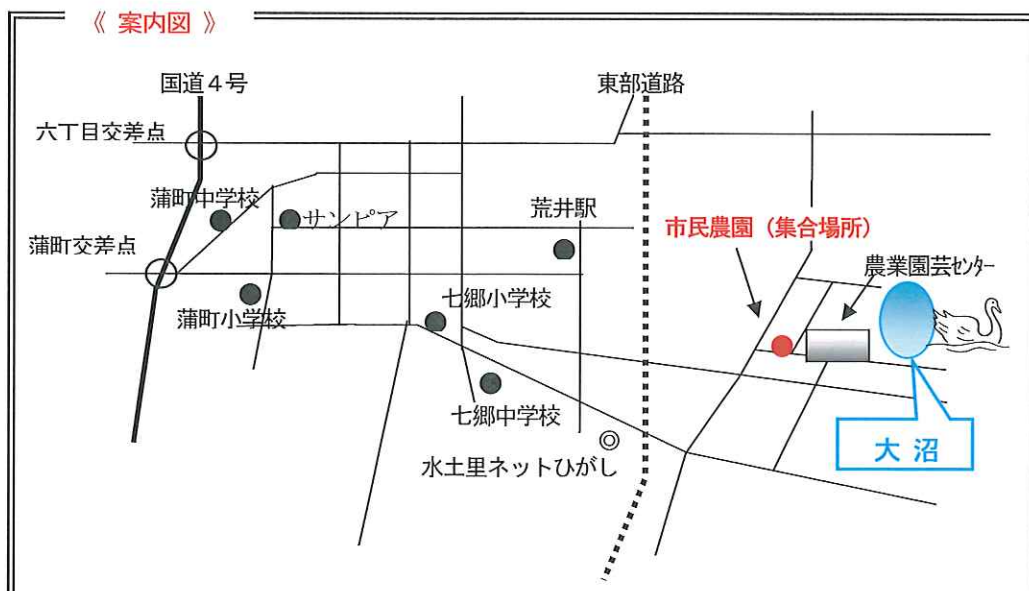 《 案内図 》
国道４号
東部道路
六丁目交差点
蒲町中学校
サンピア
荒井駅
市民農園（集合場所）
蒲町交差点
農業園芸ｾﾝﾀｰ
蒲町小学校
七郷小学校
七郷中学校
大 沼
水土里ネットひがし